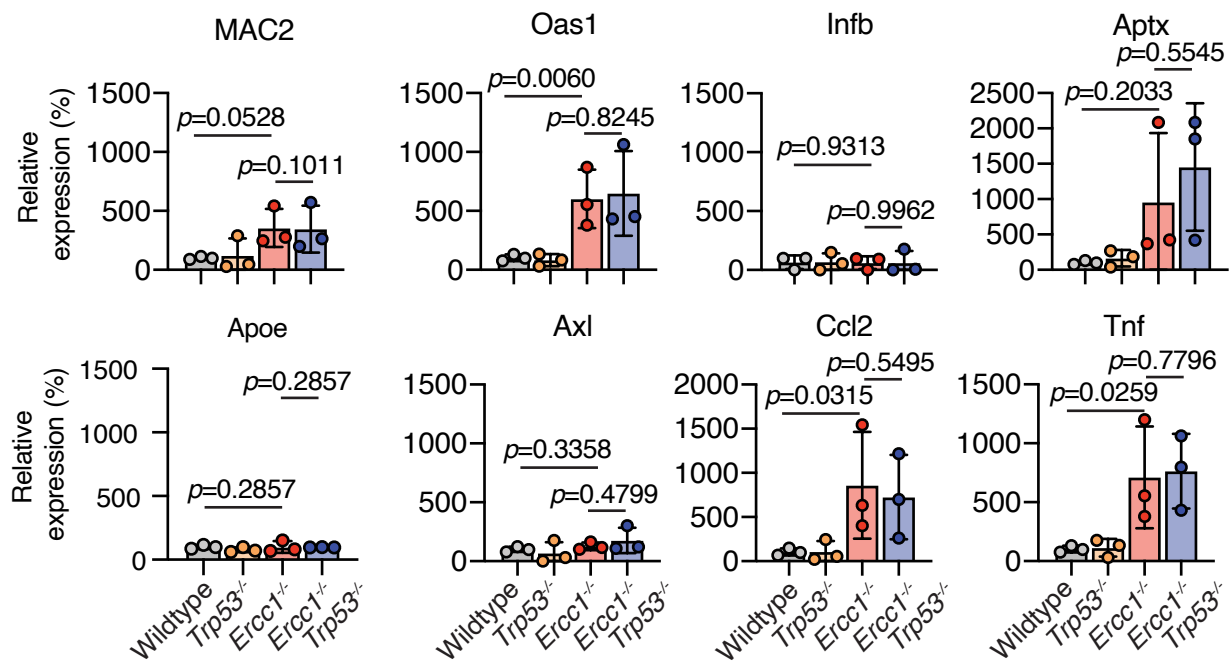 MAC2
Relative
expression (%)
1500
1000
500
0
p=0.0528
p=0.1011
Oas1
1500
1000
500
0
p=0.0060
p=0.8245
Infb
1500
1000
500
0
p=0.9313
p=0.9962
Aptx
p=0.5545
p=0.2033
2500
2000
1500
1000
500
0
Apoe
Relative
expression (%)
1500
1000
500
0
p=0.2857
p=0.2857
Wildtype
Trp53-/-
Ercc1-/-
Ercc1-/-
Trp53-/-
Axl
1500
1000
500
0
p=0.3358
p=0.4799
Wildtype
Trp53-/-
Ercc1-/-
Ercc1-/-
Trp53-/-
Ccl2
p=0.5495
p=0.0315
2000
1500
1000
500
0
Wildtype
Trp53-/-
Ercc1-/-
Ercc1-/-
Trp53-/-
Tnf
p=0.7796
p=0.0259
1500
1000
500
0
Wildtype
Trp53-/-
Ercc1-/-
Ercc1-/-
Trp53-/-